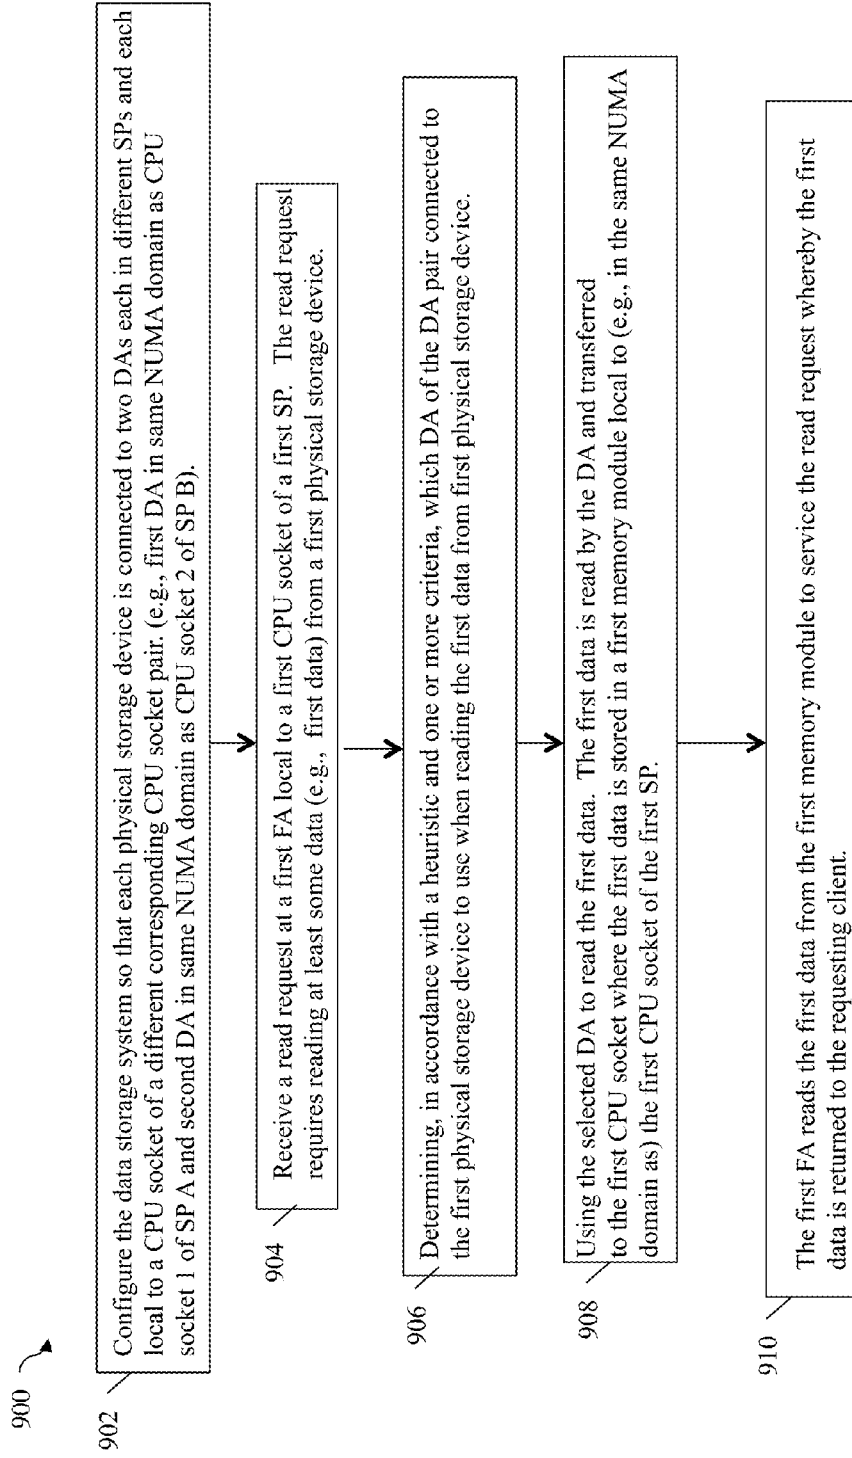 900
902
Configure the data storage system so that each physical storage device is connected to two DAs each in different SPs and each
local to a CPU socket of a different corresponding CPU socket pair. (e.g., first DA in same NUMA domain as CPU
socket 1 of SP A and second DA in same NUMA domain as CPU socket 2 of SP B).
904
Receive a read request at a first FA local to a first CPU socket of a first SP. The read request
requires reading at least some data (e.g., first data) from a first physical storage device.
906
Determining, in accordance with a heuristic and one or more criteria, which DA of the DA pair connected to
the first physical storage device to use when reading the first data from first physical storage device.
908
Using the selected DA to read the first data. The first data is read by the DA and transferred
to the first CPU socket where the first data is stored in a first memory module local to (e.g., in the same NUMA
domain as) the first CPU socket of the first SP.
910
The first FA reads the first data from the first memory module to service the read request whereby the first
data is returned to the requesting client.